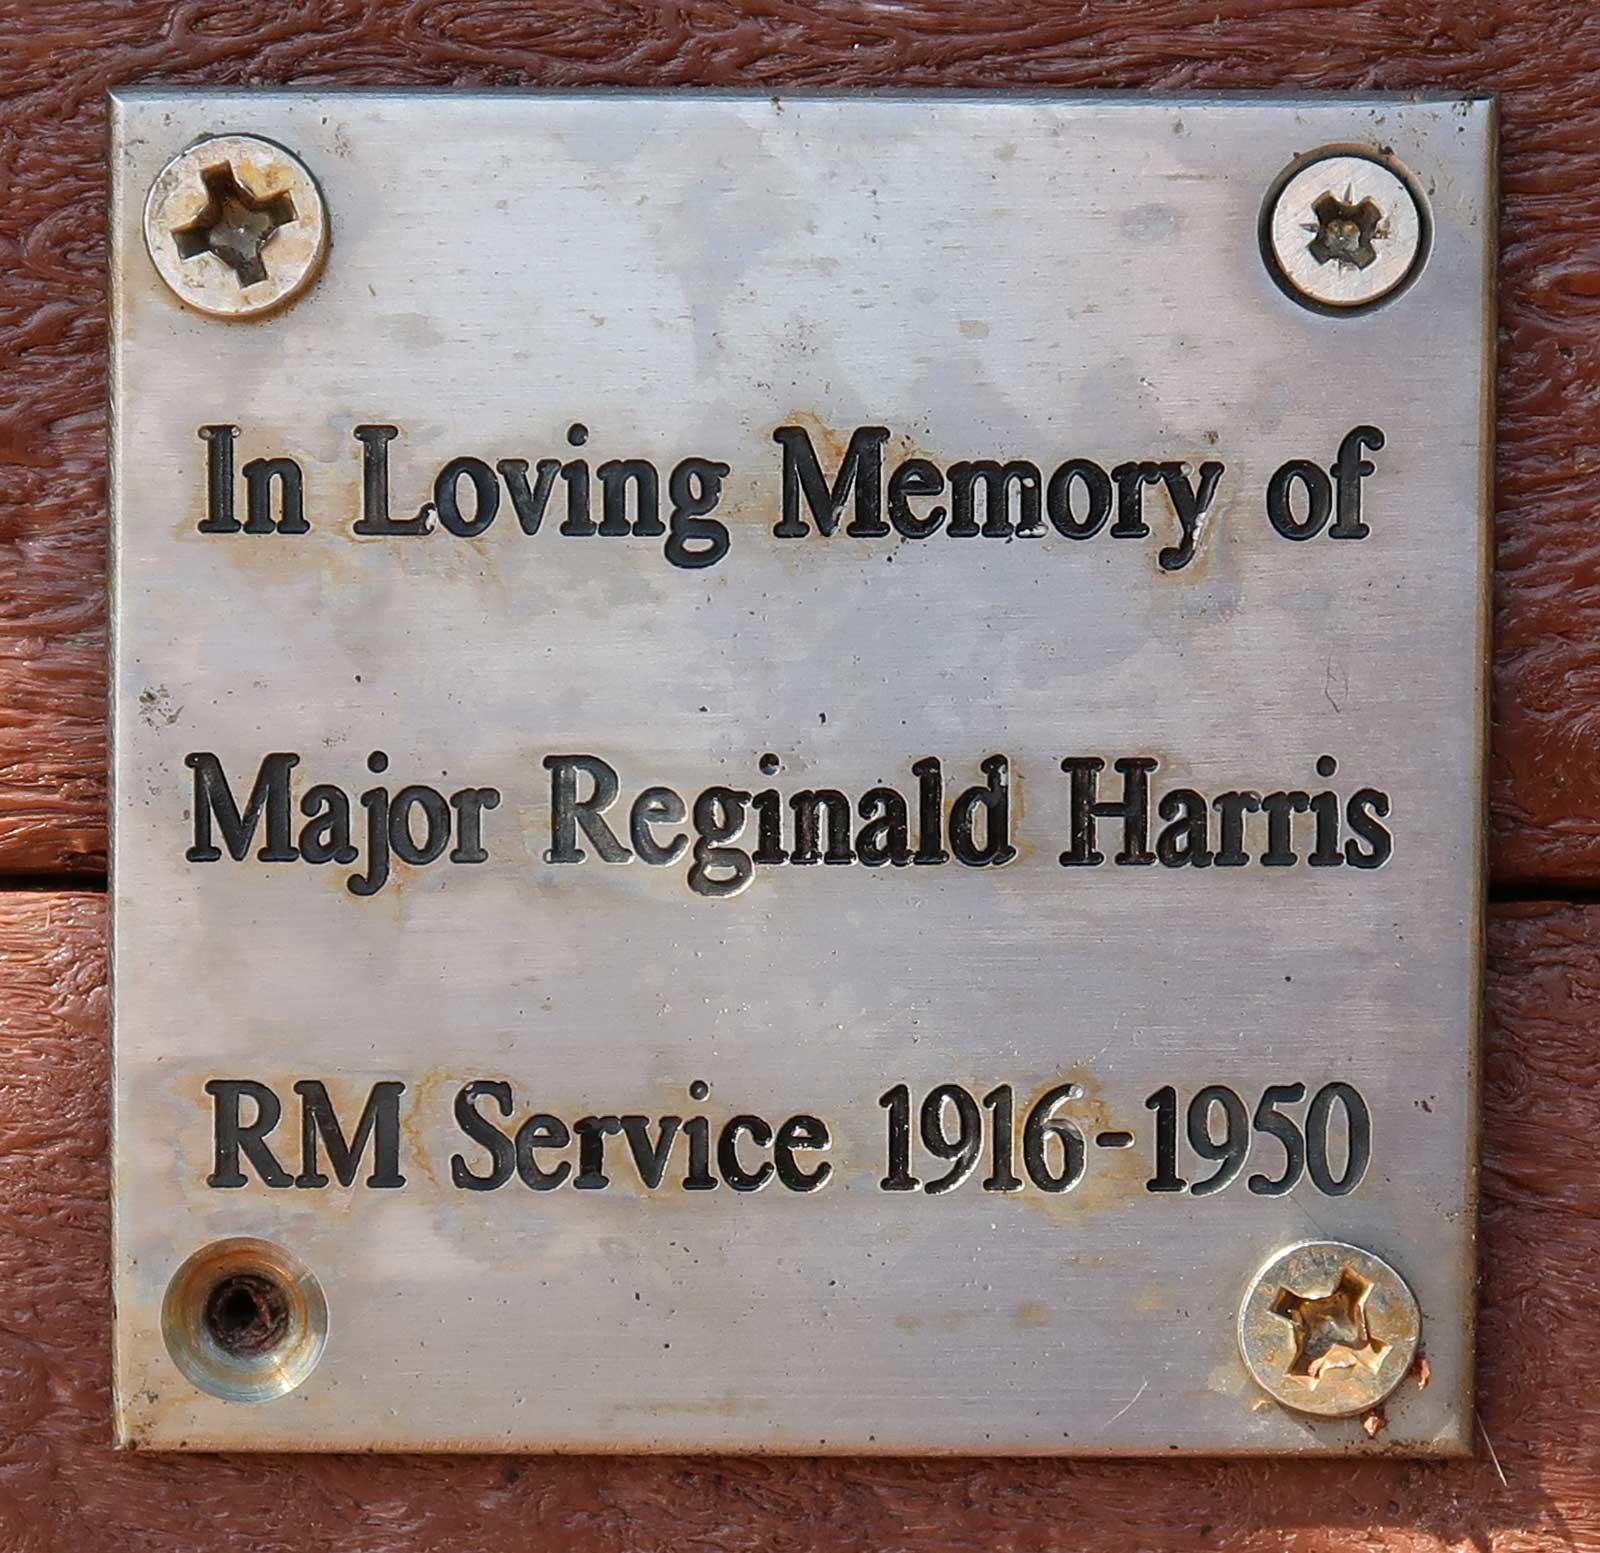 In Loving Memory of
Major Reginald Harris
RM Service 1916-1950